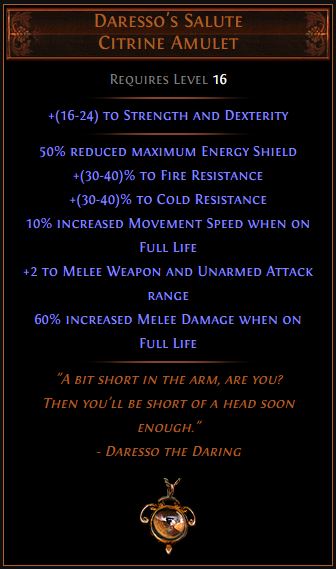 Daresso's Salute
Citrine Amulet
Requires Level 16
+(16-24) to Strength and Dexterity
50% reduced maximum Energy Shield
+(30-40)% to Fire Resistance
+(30-40)% to Cold Resistance
10% increased Movement Speed when on
Full Life
+2 to Melee Weapon and Unarmed Attack
range
60% increased Melee Damage when on
Full Life
"A bit short in the arm, are you?
Then you'll be short of a head soon
enough."
- Daresso the Daring